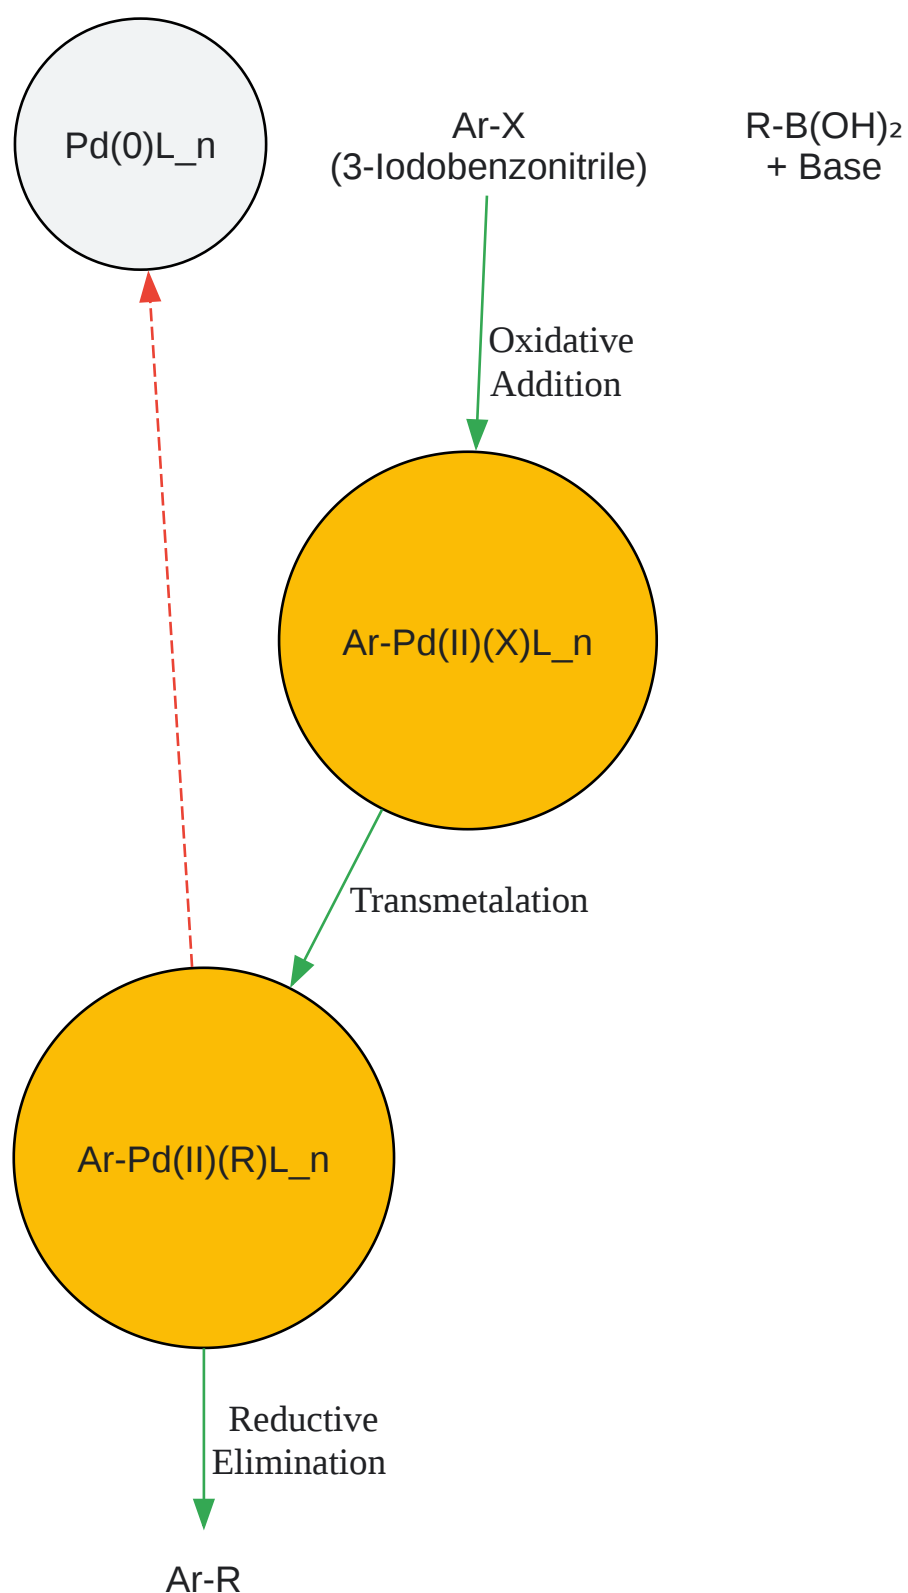 Pd(0)L_n
Ar-X
(3-Iodobenzonitrile)
R-B(OH)₂
+ Base
Oxidative
Addition
Ar-Pd(II)(X)L_n
Transmetalation
Ar-Pd(II)(R)L_n
Reductive
Elimination
Ar-R